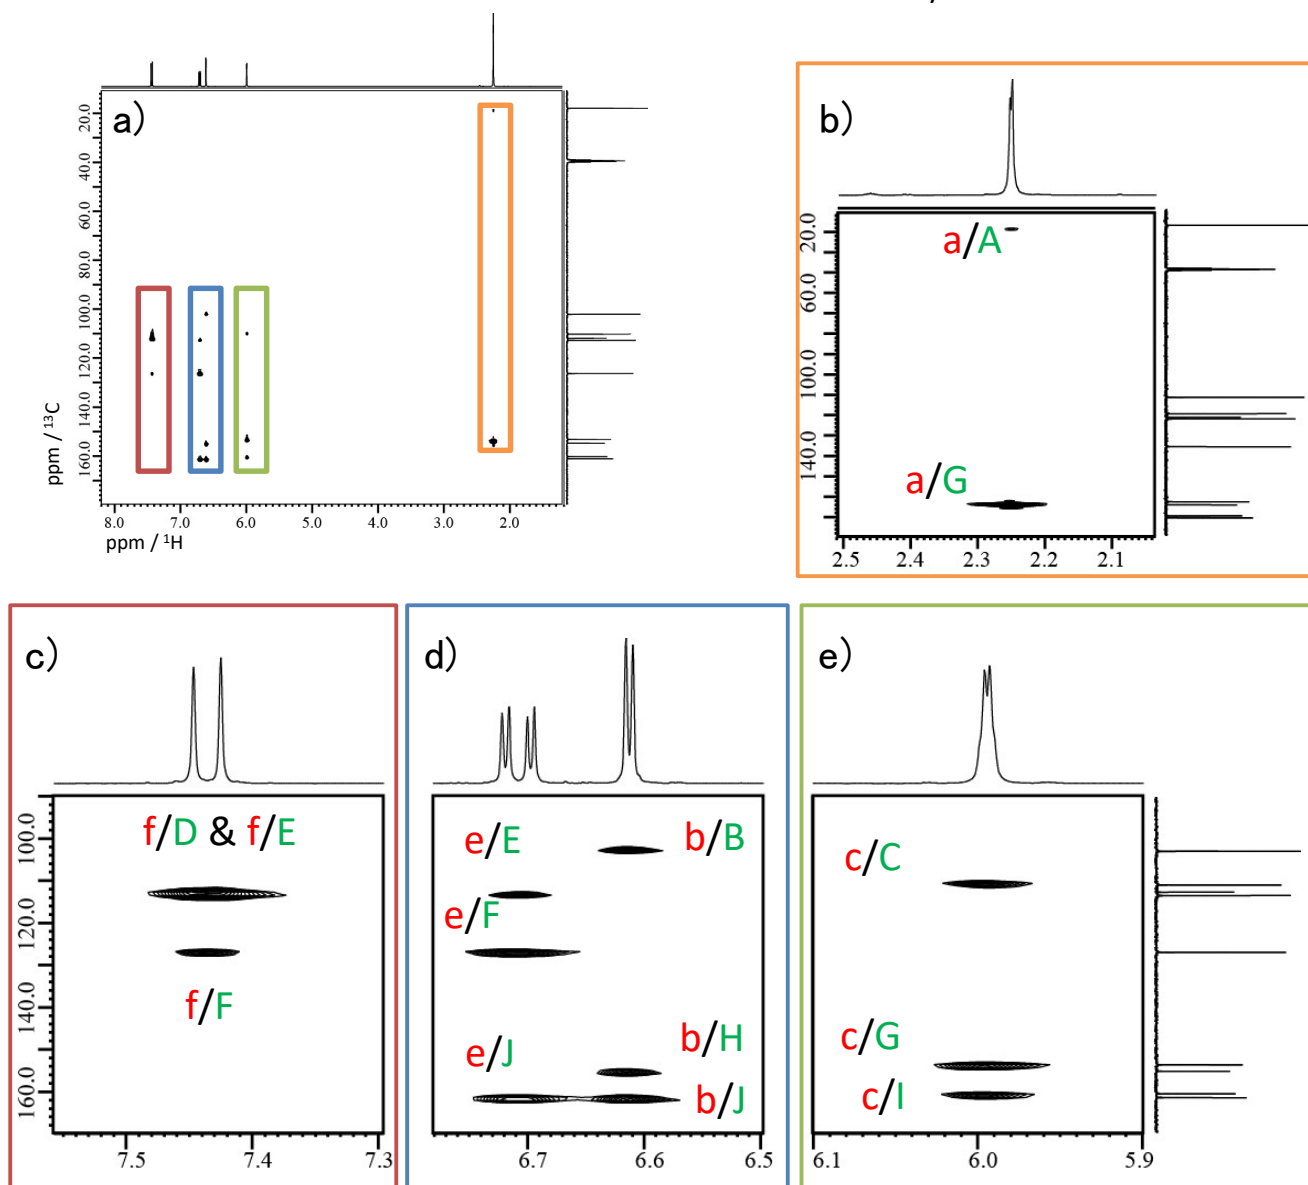 a)
20.0
40.0
60.0
80.0
100.0
120.0
140.0
160.0
ppm / 13C
8.0 7.0 6.0 5.0 4.0 3.0 2.0
ppm / 1H
b)
20.0
60.0
100.0
140.0
a/A
a/G
2.5 2.4 2.3 2.2 2.1
c)
f/D & f/E
f/F
100.0
120.0
140.0
160.0
7.5 7.4 7.3
d)
e/E b/B
e/F
b/H
e/J
b/J
6.7 6.6 6.5
e)
c/C
c/G
c/I
6.1 6.0 5.9